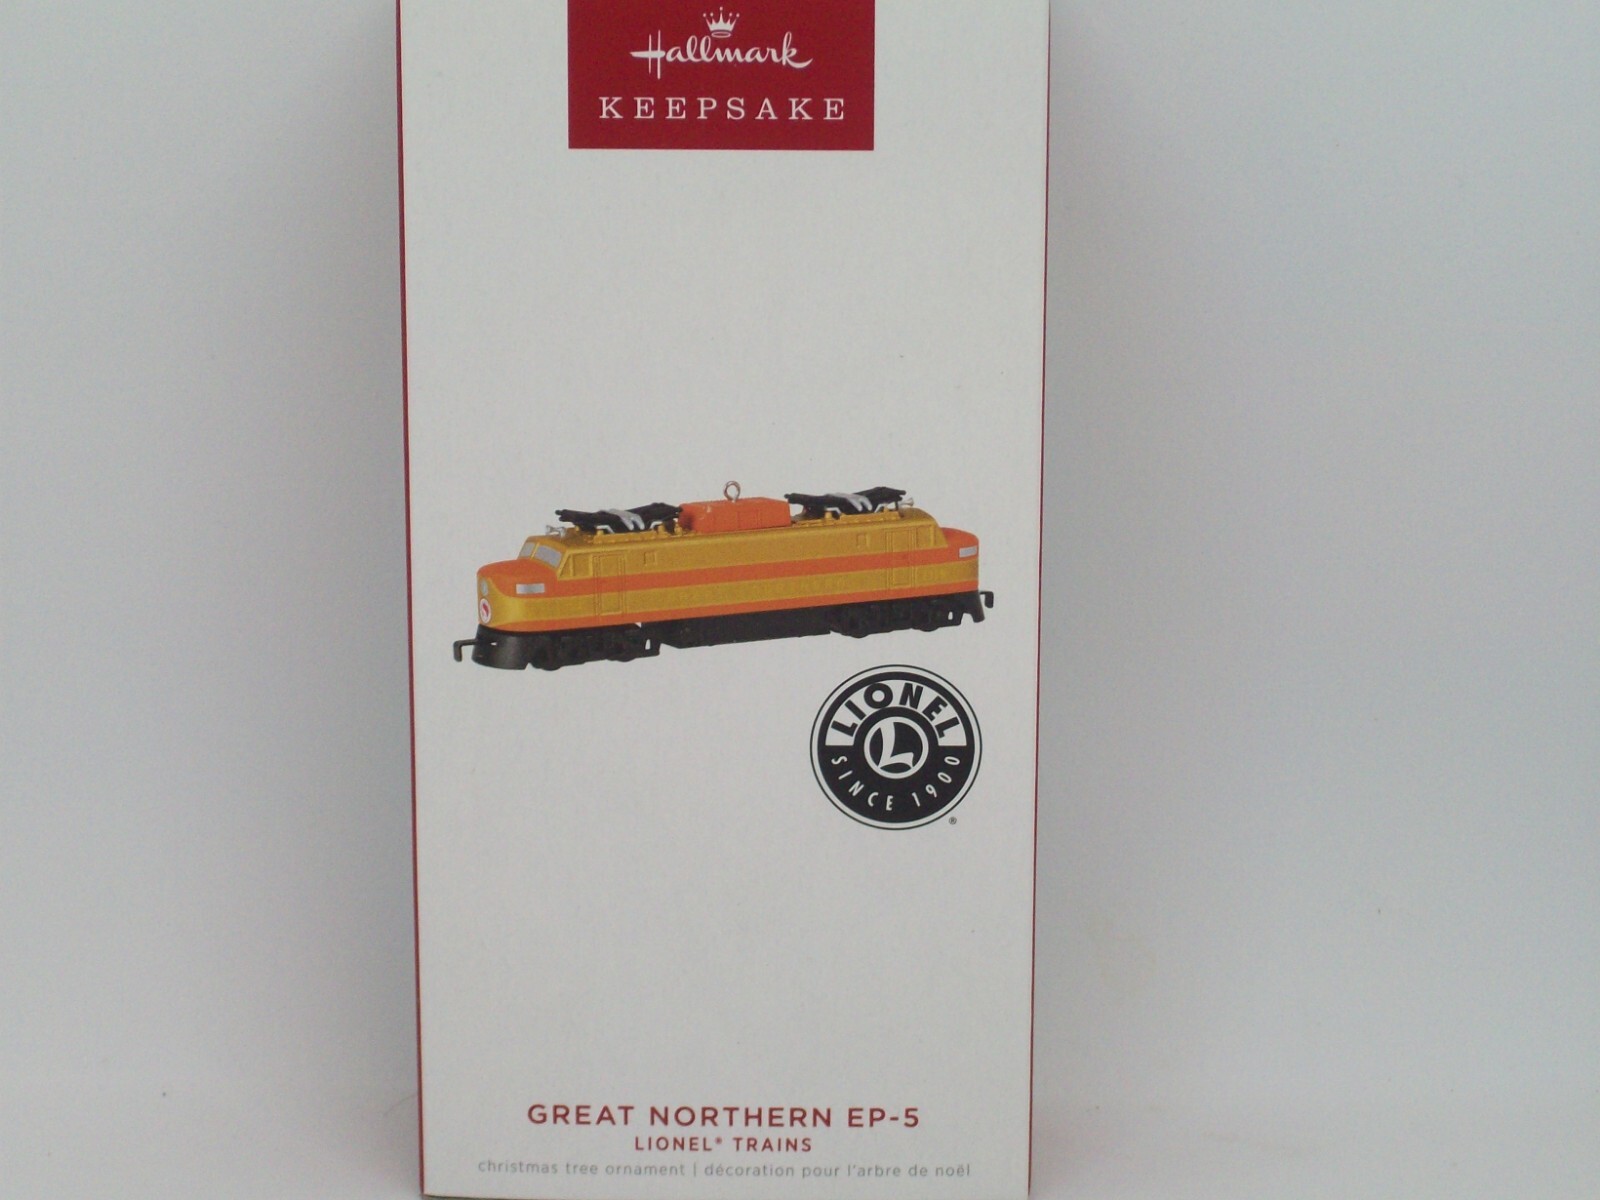 Hallmark
KEEPSAKE
LIONEL
L
SINCE 1900
®
GREAT NORTHERN EP-5
LIONEL® TRAINS
christmas tree ornament | décoration pour l'arbre de noël